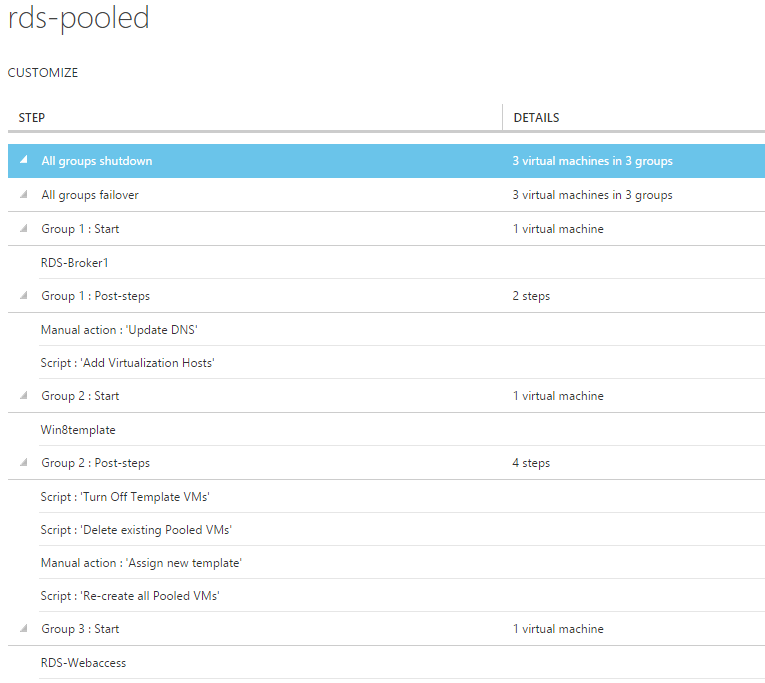 rds-pooled
CUSTOMIZE
STEP DETAILS
All groups shutdown 3 virtual machines in 3 groups
All groups failover 3 virtual machines in 3 groups
Group 1 : Start 1 virtual machine
RDS-Broker1
Group 1 : Post-steps 2 steps
Manual action : 'Update DNS'
Script : 'Add Virtualization Hosts'
Group 2 : Start 1 virtual machine
Win8template
Group 2 : Post-steps 4 steps
Script : 'Turn Off Template VMs'
Script : 'Delete existing Pooled VMs'
Manual action : 'Assign new template'
Script : 'Re-create all Pooled VMs'
Group 3 : Start 1 virtual machine
RDS-Webaccess